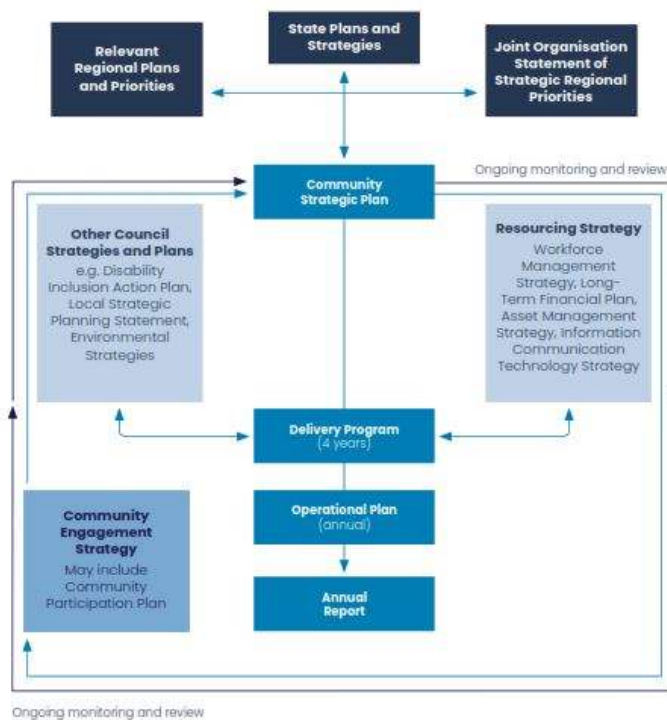 State Plans and
Strategies
Relevant
Regional Plans
and Priorities
Joint Organisation
Statement of
Strategic Regional
Priorities
Ongoing monitoring and review
Community
Strategic Plan
Other Council
Strategies and Plans
e.g. Disability
Inclusion Action Plan,
Local Strategic
Planning Statement,
Environmental
Strategies
Resourcing Strategy
Workforce
Management
Strategy, Long-
Term Financial Plan,
Asset Management
Strategy, Information
Communication
Technology Strategy
Delivery Program
(4 years)
Operational Plan
(annual)
Community
Engagement
Strategy
May include
Community
Participation Plan
Annual
Report
Ongoing monitoring and review